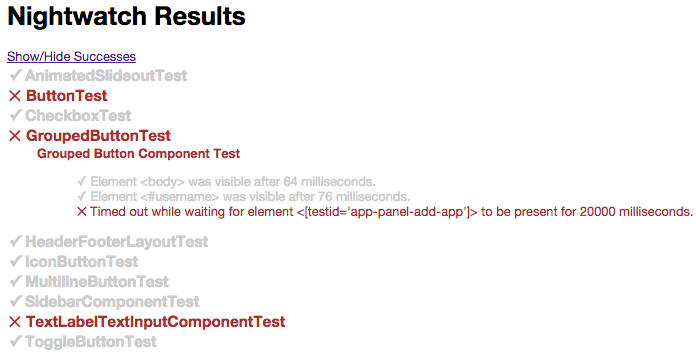 Nightwatch Results
Show/Hide Successes
✓ AnimatedSlideoutTest
✕ ButtonTest
✓ CheckboxTest
✕ GroupedButtonTest
Grouped Button Component Test
✓ Element <body> was visible after 64 milliseconds.
✓ Element <#username> was visible after 76 milliseconds.
✕ Timed out while waiting for element <[testid='app-panel-add-app']> to be present for 20000 milliseconds.
✓ HeaderFooterLayoutTest
✓ IconButtonTest
✓ MultilineButtonTest
✓ SidebarComponentTest
✕ TextLabelTextInputComponentTest
✓ ToggleButtonTest